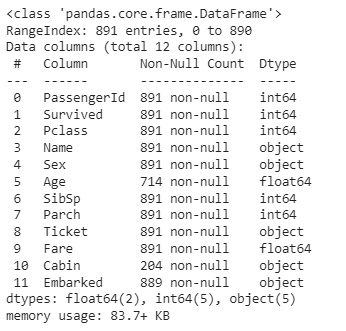 <class 'pandas.core.frame.DataFrame'>
RangeIndex: 891 entries, 0 to 890
Data columns (total 12 columns):
 #   Column       Non-Null Count  Dtype
---  ------       --------------  -----
 0   PassengerId  891 non-null    int64
 1   Survived     891 non-null    int64
 2   Pclass       891 non-null    int64
 3   Name         891 non-null    object
 4   Sex          891 non-null    object
 5   Age          714 non-null    float64
 6   SibSp        891 non-null    int64
 7   Parch        891 non-null    int64
 8   Ticket       891 non-null    object
 9   Fare         891 non-null    float64
 10  Cabin        204 non-null    object
 11  Embarked     889 non-null    object
dtypes: float64(2), int64(5), object(5)
memory usage: 83.7+ KB